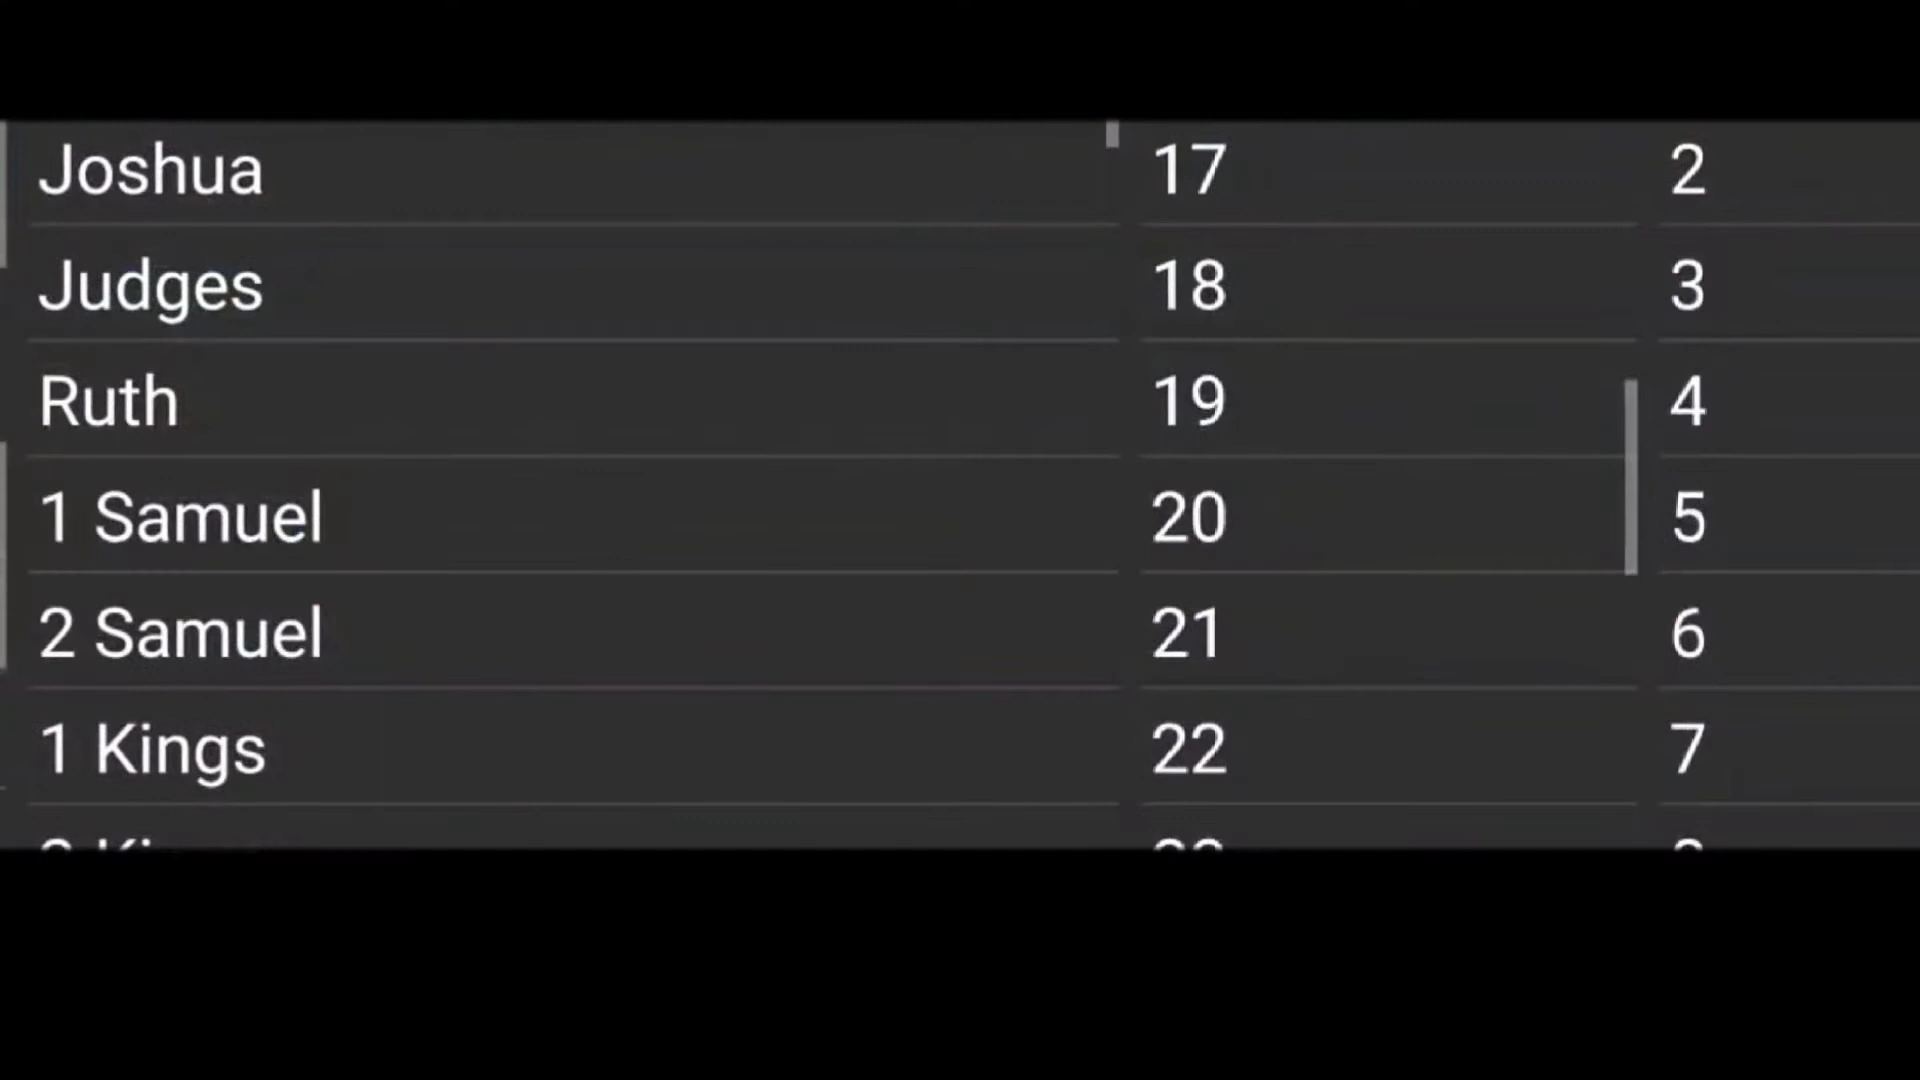 Joshua 17 2
Judges 18 3
Ruth 19 4
1 Samuel 20 5
2 Samuel 21 6
1 Kings 22 7